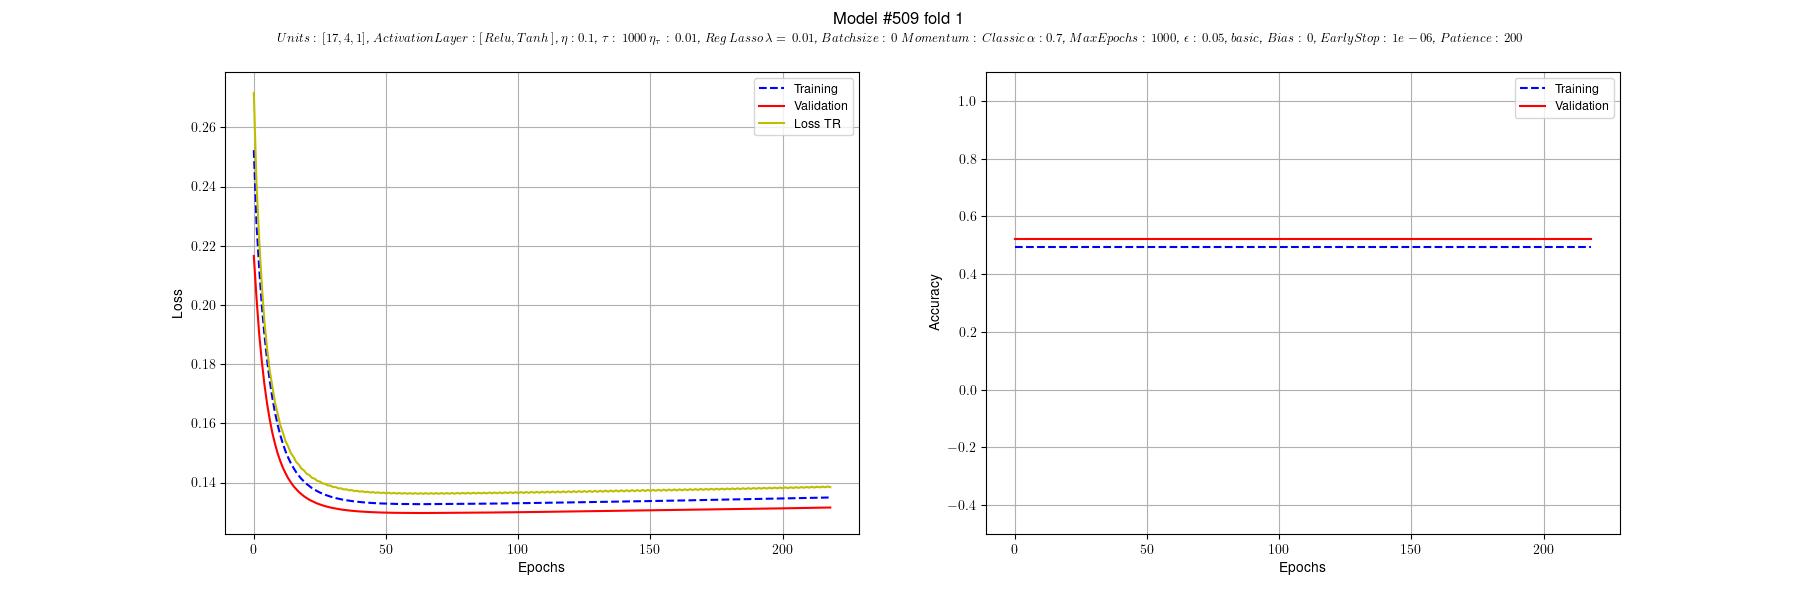 Model #509 fold 1
Units : [17, 4, 1], ActivationLayer : [Relu, Tanh], η : 0.1, τ : 1000 η_τ : 0.01, Reg Lasso λ = 0.01, Batchsize : 0 Momentum : Classic α : 0.7, MaxEpochs : 1000, ϵ : 0.05, basic, Bias : 0, EarlyStop : 1e − 06, Patience : 200
Training
Validation
Loss TR
0.26
0.24
0.22
0.20
0.18
0.16
0.14
Loss
0 50 100 150 200
Epochs
Training
Validation
1.0
0.8
0.6
0.4
0.2
0.0
−0.2
−0.4
Accuracy
0 50 100 150 200
Epochs